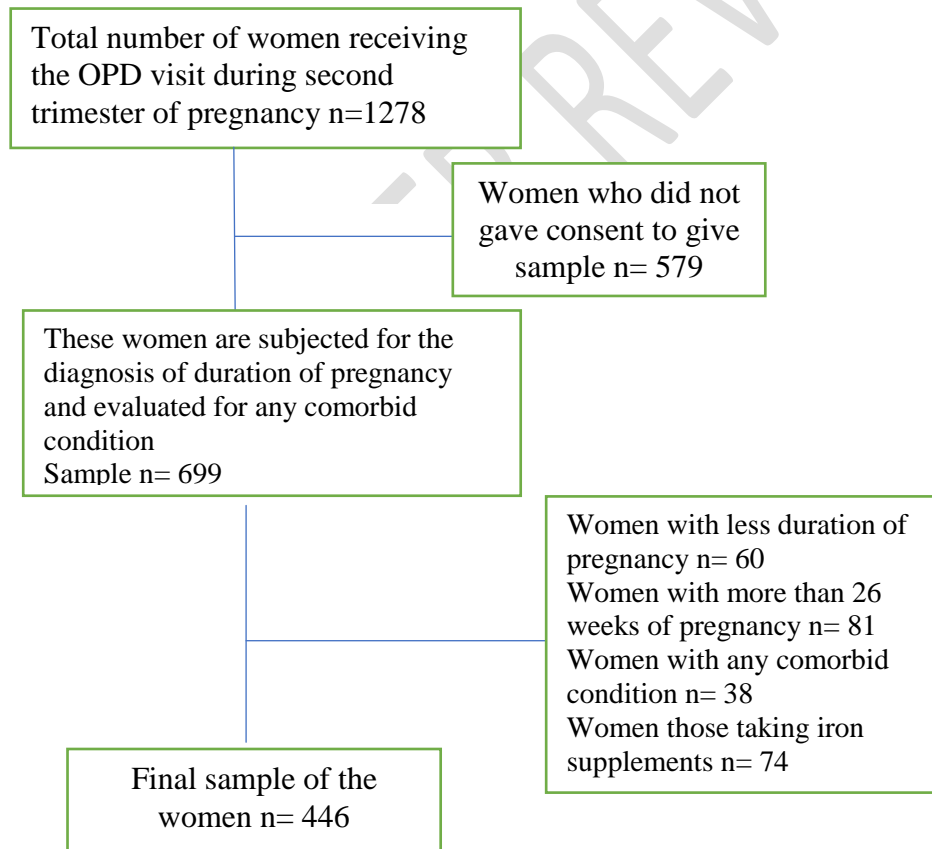 Total number of women receiving
the OPD visit during second
trimester of pregnancy n=1278
Women who did not
gave consent to give
sample n= 579
These women are subjected for the
diagnosis of duration of pregnancy
and evaluated for any comorbid
condition
Sample n= 699
Women with less duration of
pregnancy n= 60
Women with more than 26
weeks of pregnancy n= 81
Women with any comorbid
condition n= 38
Women those taking iron
supplements n= 74
Final sample of the
women n= 446